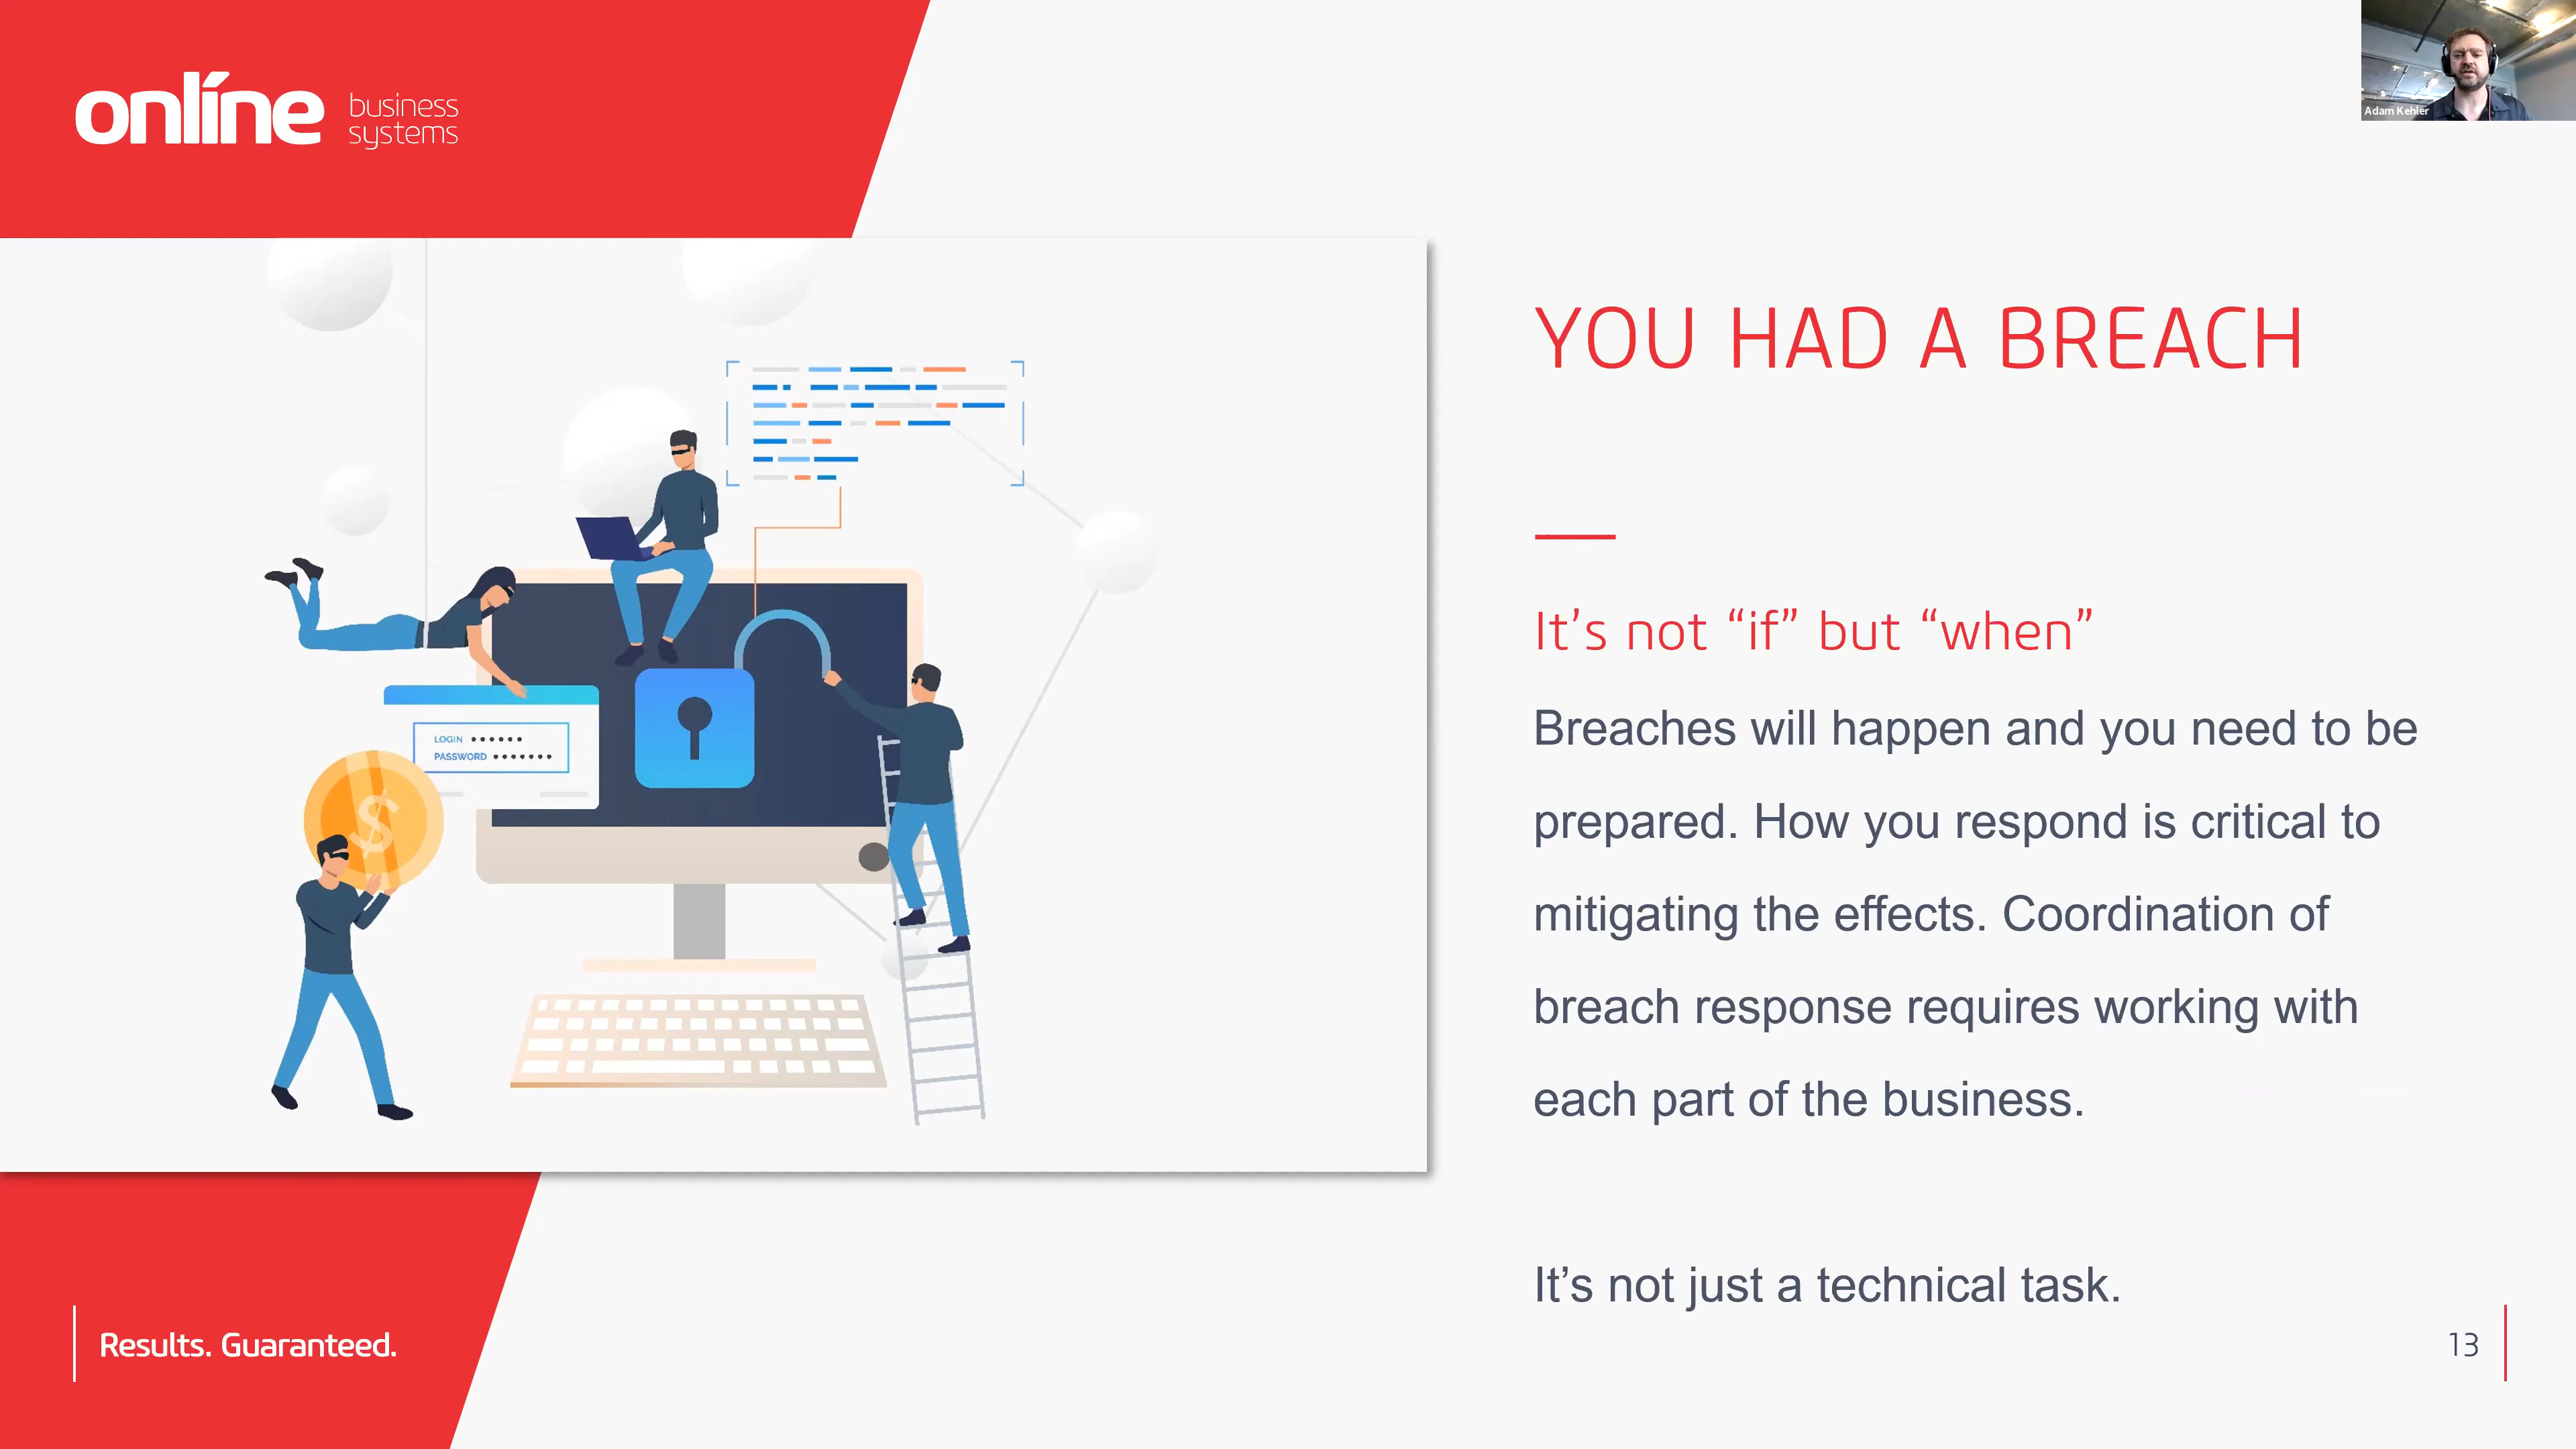 online business
systems
Adam Kehler
YOU HAD A BREACH
It’s not “if” but “when”
Breaches will happen and you need to be
prepared. How you respond is critical to
mitigating the effects. Coordination of
breach response requires working with
each part of the business.
It’s not just a technical task.
LOGIN ••••••
PASSWORD •••••••
$
Results. Guaranteed.
13